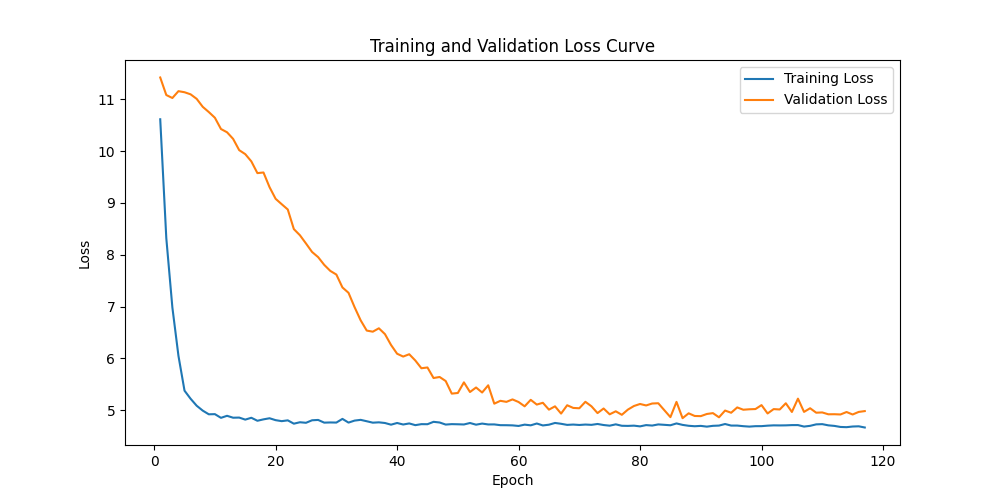 Training and Validation Loss Curve
Training Loss
Validation Loss
11
10
9
8
7
6
5
Loss
0 20 40 60 80 100 120
Epoch